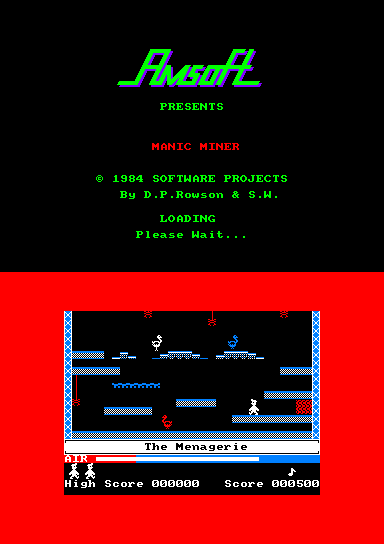 Amsoft
PRESENTS
MANIC MINER
© 1984 SOFTWARE PROJECTS
By D.P.Rowson & S.W.
LOADING
Please Wait...
The Menagerie
AIR
High Score 000000 Score 000500